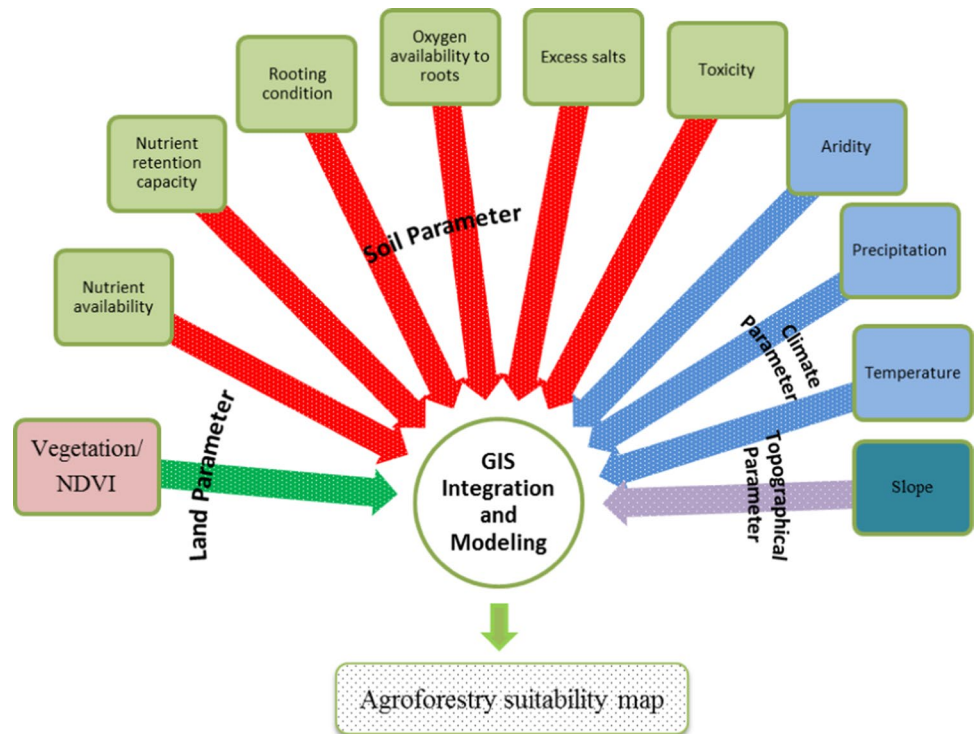 Oxygen
availability to
roots
Excess salts
Toxicity
Rooting
condition
Aridity
Nutrient
retention
capacity
Soil Parameter
Precipitation
Nutrient
availability
Climate
Parameter
Temperature
Vegetation/
NDVI
Land Parameter
GIS
Integration
and
Modeling
Topographical
Parameter
Slope
Agroforestry suitability map